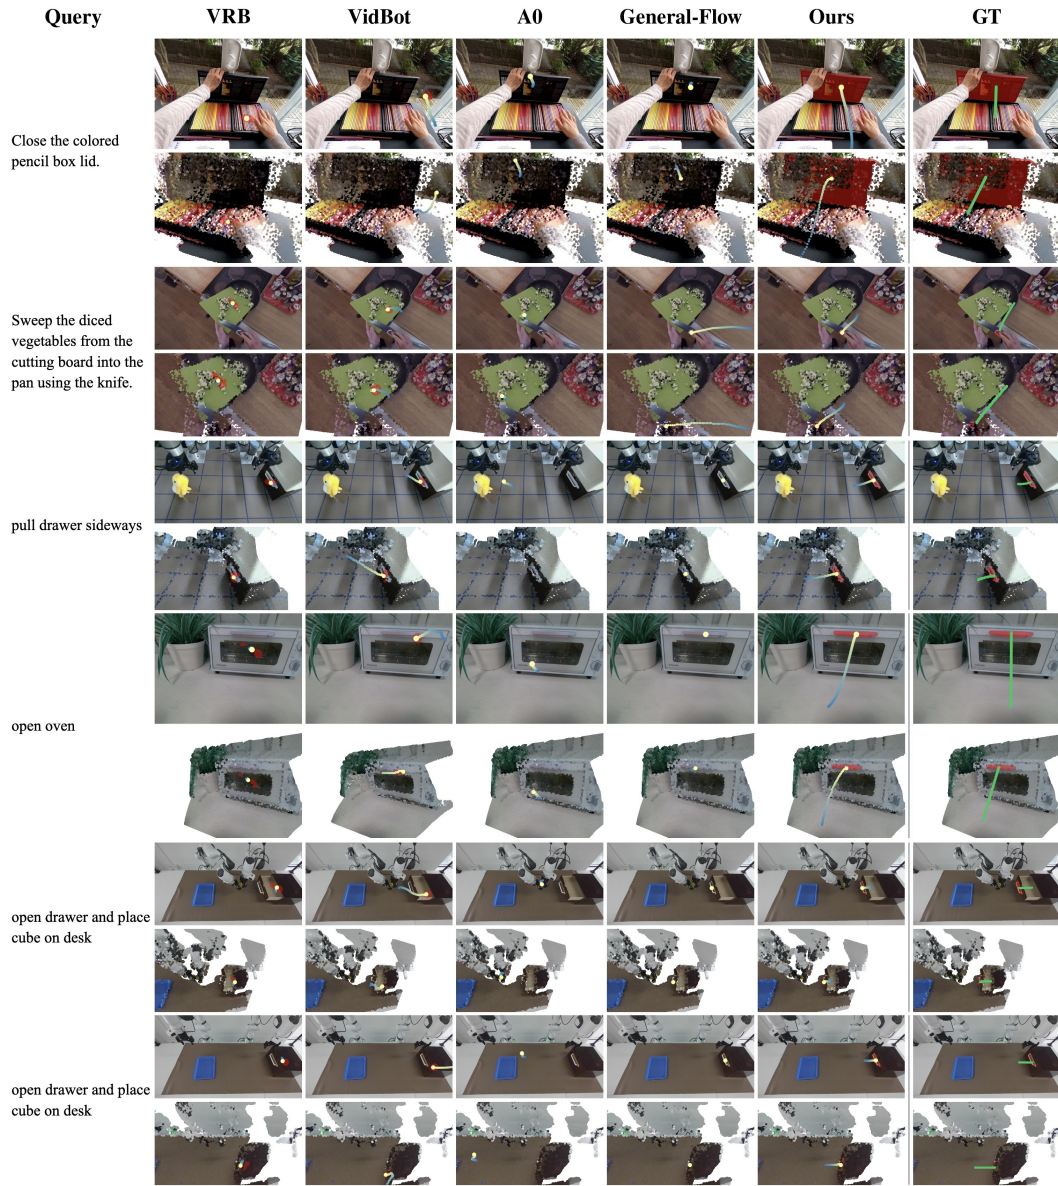 Query VRB VidBot A0 General-Flow Ours GT
Close the colored
pencil box lid.
Sweep the diced
vegetables from the
cutting board into the
pan using the knife.
pull drawer sideways
open oven
open drawer and place
cube on desk
open drawer and place
cube on desk